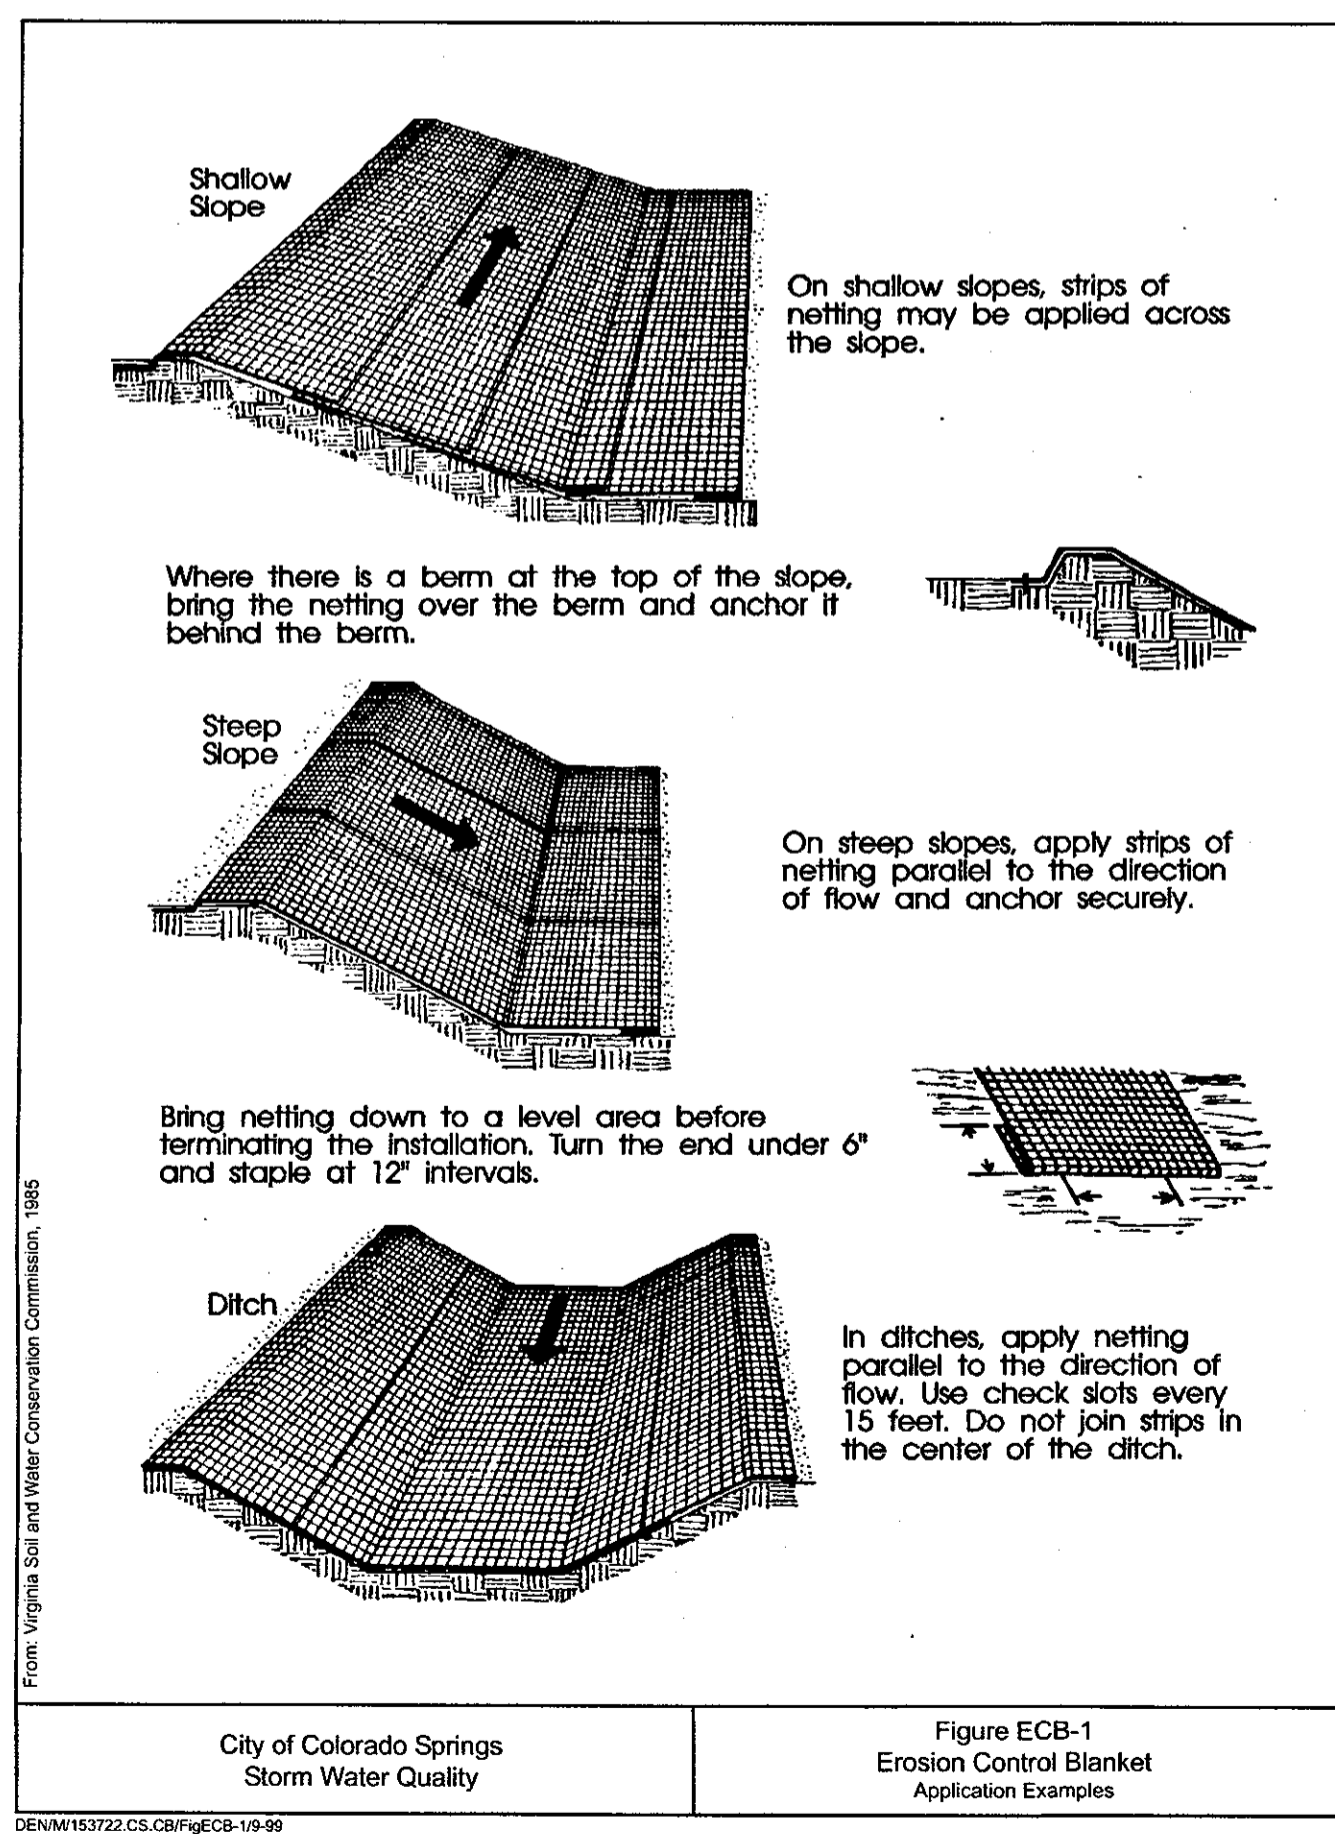 Shallow
Slope
On shallow slopes, strips of
netting may be applied across
the slope.
Where there is a berm at the top of the slope,
bring the netting over the berm and anchor it
behind the berm.
Steep
Slope
On steep slopes, apply strips of
netting parallel to the direction
of flow and anchor securely.
Bring netting down to a level area before
terminating the installation. Turn the end under 6"
and staple at 12" intervals.
Ditch
In ditches, apply netting
parallel to the direction of
flow. Use check slots every
15 feet. Do not join strips in
the center of the ditch.
From: Virginia Soil and Water Conservation Commission, 1985
City of Colorado Springs
Storm Water Quality
Figure ECB-1
Erosion Control Blanket
Application Examples
DEN/M/153722.CS.CB/FigECB-1/9-99